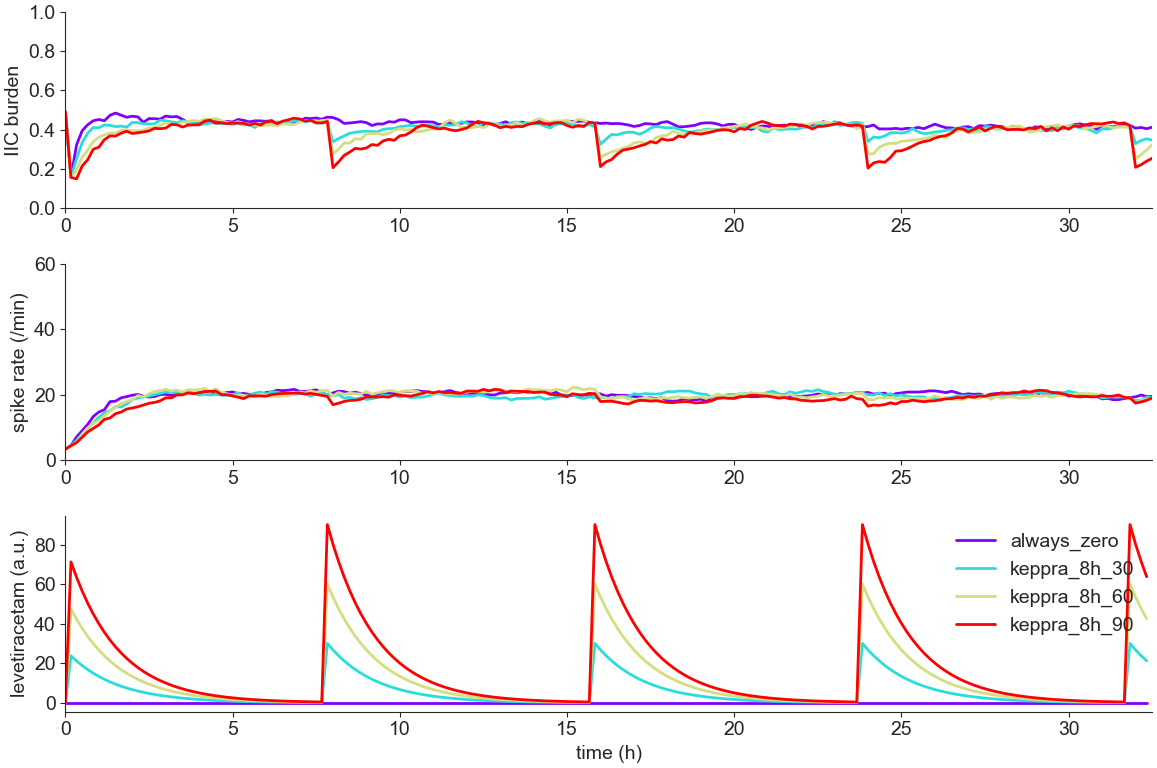 1.0
0.8
0.6
0.4
0.2
0.0
IIC burden
0 5 10 15 20 25 30
60
40
20
0
spike rate (/min)
0 5 10 15 20 25 30
80
60
40
20
0
levetiracetam (a.u.)
always_zero
keppra_8h_30
keppra_8h_60
keppra_8h_90
0 5 10 15 20 25 30
time (h)